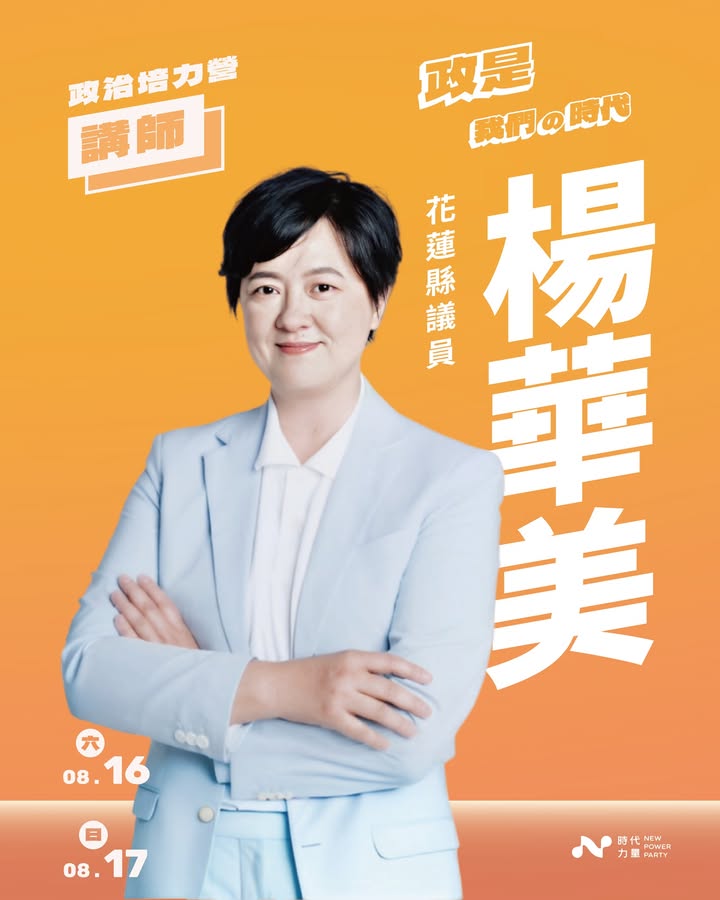 政治培力營
講師
政是
我們の時代
花蓮縣議員
楊華美
六
08.16
日
08.17
時代力量
NEW POWER PARTY